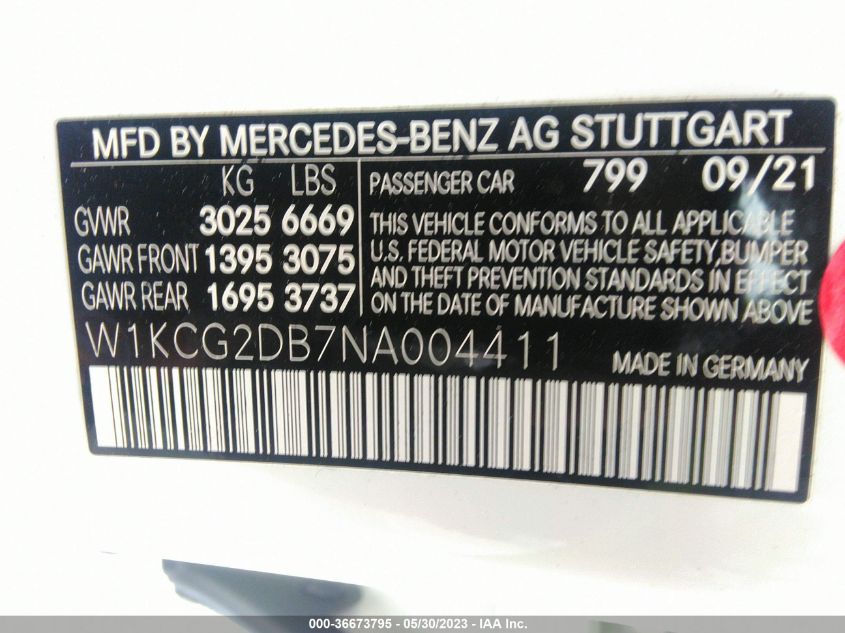 MFD BY MERCEDES-BENZ AG STUTTGART
KG LBS
GVWR 3025 6669
GAWR FRONT 1395 3075
GAWR REAR 1695 3737
PASSENGER CAR 799 09/21
THIS VEHICLE CONFORMS TO ALL APPLICABLE
U.S. FEDERAL MOTOR VEHICLE SAFETY,BUMPER
AND THEFT PREVENTION STANDARDS IN EFFECT
ON THE DATE OF MANUFACTURE SHOWN ABOVE
W1KCG2DB7NA004411 MADE IN GERMANY
000-36673795 - 05/30/2023 - IAA Inc.